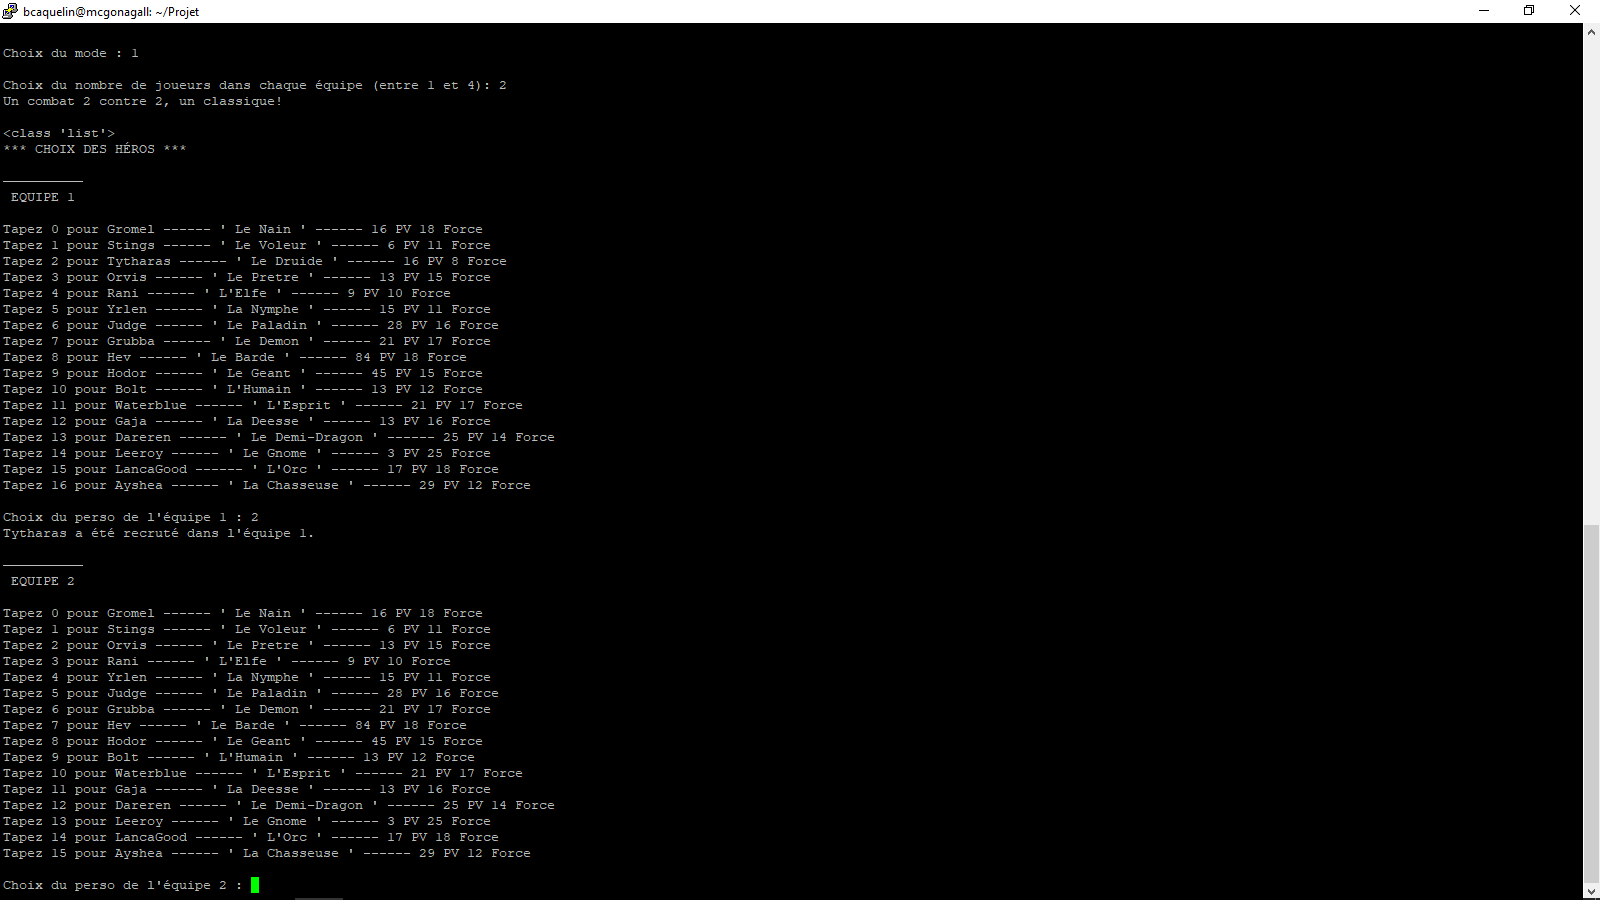 bcaquelin@mcgonagall: ~/Projet
Choix du mode : 1
Choix du nombre de joueurs dans chaque équipe (entre 1 et 4): 2
Un combat 2 contre 2, un classique!
<class 'list'>
*** CHOIX DES HÉROS ***
__________
EQUIPE 1
Tapez 0 pour Gromel ------ ' Le Nain ' ------ 16 PV 18 Force
Tapez 1 pour Stings ------ ' Le Voleur ' ------ 6 PV 11 Force
Tapez 2 pour Tytharas ------ ' Le Druide ' ------ 16 PV 8 Force
Tapez 3 pour Orvis ------ ' Le Pretre ' ------ 13 PV 15 Force
Tapez 4 pour Rani ------ ' L'Elfe ' ------ 9 PV 10 Force
Tapez 5 pour Yrlen ------ ' La Nymphe ' ------ 15 PV 11 Force
Tapez 6 pour Judge ------ ' Le Paladin ' ------ 28 PV 16 Force
Tapez 7 pour Grubba ------ ' Le Demon ' ------ 21 PV 17 Force
Tapez 8 pour Hev ------ ' Le Barde ' ------ 84 PV 18 Force
Tapez 9 pour Hodor ------ ' Le Geant ' ------ 45 PV 15 Force
Tapez 10 pour Bolt ------ ' L'Humain ' ------ 13 PV 12 Force
Tapez 11 pour Waterblue ------ ' L'Esprit ' ------ 21 PV 17 Force
Tapez 12 pour Gaja ------ ' La Deesse ' ------ 13 PV 16 Force
Tapez 13 pour Dareren ------ ' Le Demi-Dragon ' ------ 25 PV 14 Force
Tapez 14 pour Leeroy ------ ' Le Gnome ' ------ 3 PV 25 Force
Tapez 15 pour LancaGood ------ ' L'Orc ' ------ 17 PV 18 Force
Tapez 16 pour Ayshea ------ ' La Chasseuse ' ------ 29 PV 12 Force
Choix du perso de l'équipe 1 : 2
Tytharas a été recruté dans l'équipe 1.
__________
EQUIPE 2
Tapez 0 pour Gromel ------ ' Le Nain ' ------ 16 PV 18 Force
Tapez 1 pour Stings ------ ' Le Voleur ' ------ 6 PV 11 Force
Tapez 2 pour Orvis ------ ' Le Pretre ' ------ 13 PV 15 Force
Tapez 3 pour Rani ------ ' L'Elfe ' ------ 9 PV 10 Force
Tapez 4 pour Yrlen ------ ' La Nymphe ' ------ 15 PV 11 Force
Tapez 5 pour Judge ------ ' Le Paladin ' ------ 28 PV 16 Force
Tapez 6 pour Grubba ------ ' Le Demon ' ------ 21 PV 17 Force
Tapez 7 pour Hev ------ ' Le Barde ' ------ 84 PV 18 Force
Tapez 8 pour Hodor ------ ' Le Geant ' ------ 45 PV 15 Force
Tapez 9 pour Bolt ------ ' L'Humain ' ------ 13 PV 12 Force
Tapez 10 pour Waterblue ------ ' L'Esprit ' ------ 21 PV 17 Force
Tapez 11 pour Gaja ------ ' La Deesse ' ------ 13 PV 16 Force
Tapez 12 pour Dareren ------ ' Le Demi-Dragon ' ------ 25 PV 14 Force
Tapez 13 pour Leeroy ------ ' Le Gnome ' ------ 3 PV 25 Force
Tapez 14 pour LancaGood ------ ' L'Orc ' ------ 17 PV 18 Force
Tapez 15 pour Ayshea ------ ' La Chasseuse ' ------ 29 PV 12 Force
Choix du perso de l'équipe 2 :